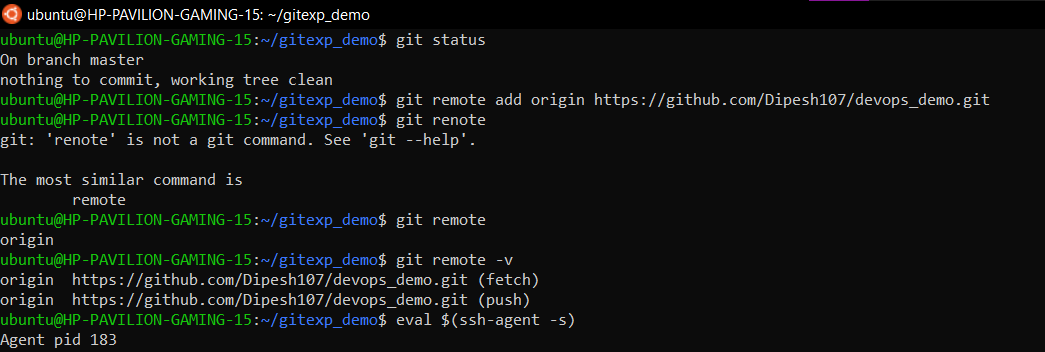 ubuntu@HP-PAVILION-GAMING-15: ~/gitexp_demo
ubuntu@HP-PAVILION-GAMING-15:~/gitexp_demo$ git status
On branch master
nothing to commit, working tree clean
ubuntu@HP-PAVILION-GAMING-15:~/gitexp_demo$ git remote add origin https://github.com/Dipesh107/devops_demo.git
ubuntu@HP-PAVILION-GAMING-15:~/gitexp_demo$ git renote
git: 'renote' is not a git command. See 'git --help'.

The most similar command is
        remote
ubuntu@HP-PAVILION-GAMING-15:~/gitexp_demo$ git remote
origin
ubuntu@HP-PAVILION-GAMING-15:~/gitexp_demo$ git remote -v
origin  https://github.com/Dipesh107/devops_demo.git (fetch)
origin  https://github.com/Dipesh107/devops_demo.git (push)
ubuntu@HP-PAVILION-GAMING-15:~/gitexp_demo$ eval $(ssh-agent -s)
Agent pid 183